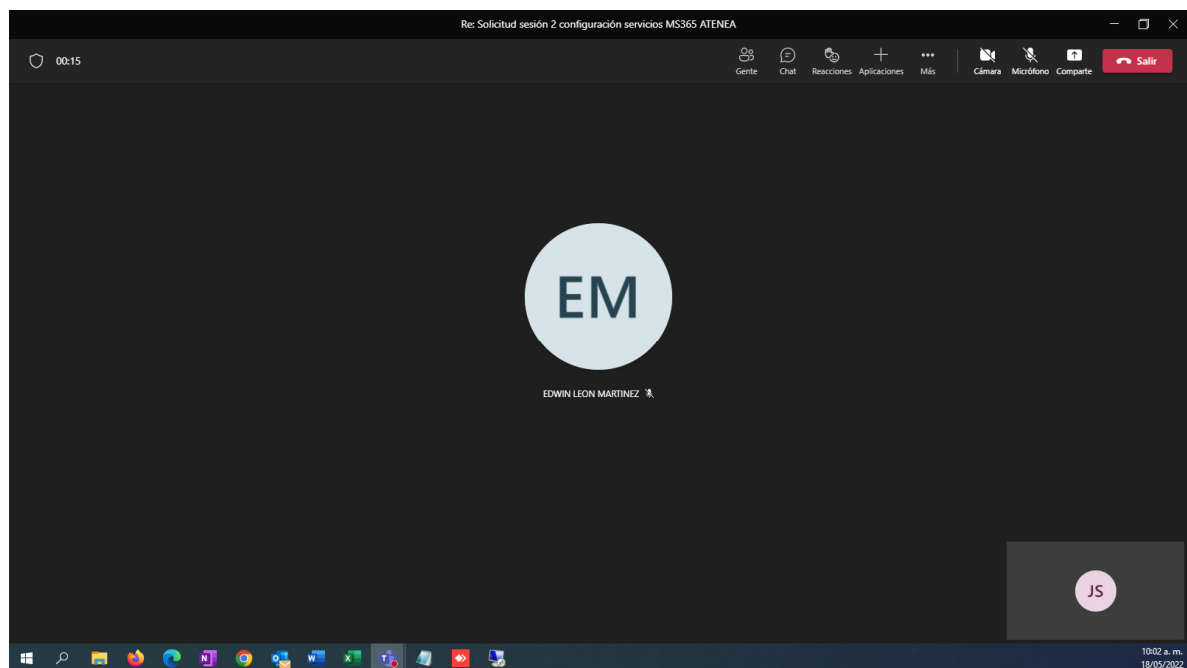 Re: Solicitud sesión 2 configuración servicios MS365 ATENEA
00:15
Gente Chat Reacciones Aplicaciones Más Cámara Micrófono Comparte Salir
EM
EDWIN LEON MARTINEZ
JS
10:02 a. m.
18/05/2022